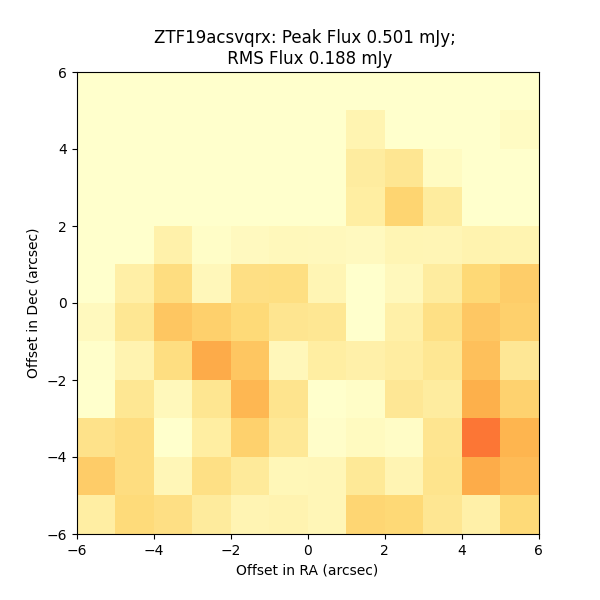 ZTF19acsvqrx: Peak Flux 0.501 mJy;
RMS Flux 0.188 mJy
6
4
2
0
−2
−4
−6
Offset in Dec (arcsec)
−6 −4 −2 0 2 4 6
Offset in RA (arcsec)